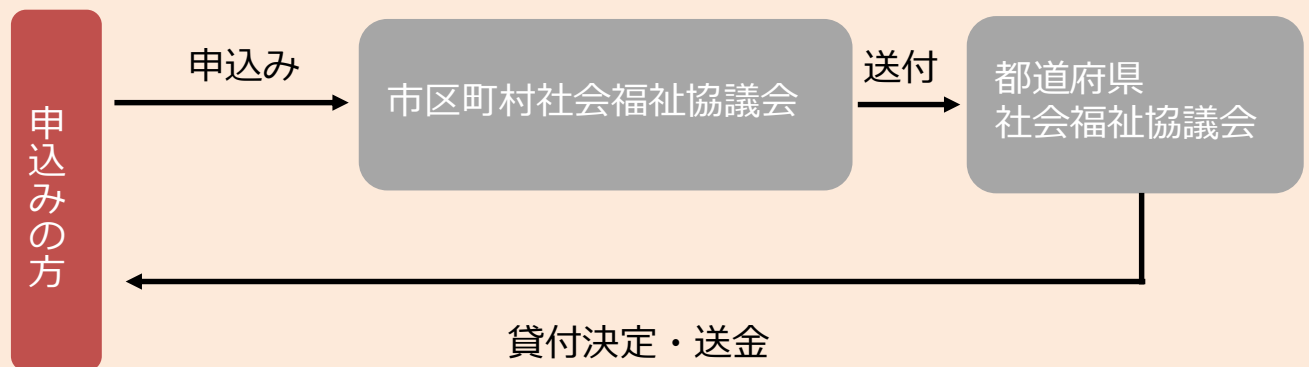 申込みの方
申込み
市区町村社会福祉協議会
送付
都道府県
社会福祉協議会
貸付決定・送金